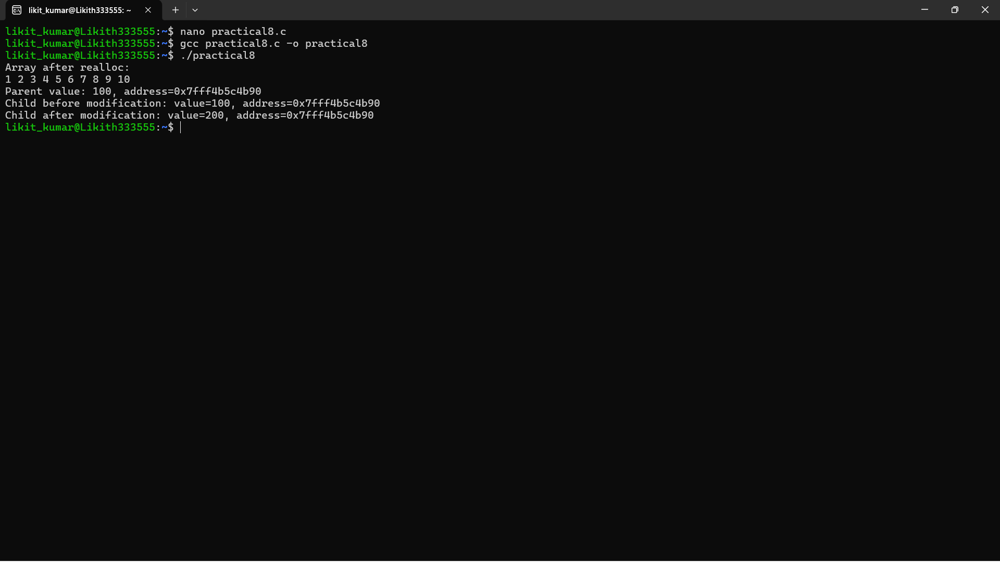 likit_kumar@Likith333555: ~
likit_kumar@Likith333555:~$ nano practical8.c
likit_kumar@Likith333555:~$ gcc practical8.c -o practical8
likit_kumar@Likith333555:~$ ./practical8
Array after realloc:
1 2 3 4 5 6 7 8 9 10
Parent value: 100, address=0x7fff4b5c4b90
Child before modification: value=100, address=0x7fff4b5c4b90
Child after modification: value=200, address=0x7fff4b5c4b90
likit_kumar@Likith333555:~$